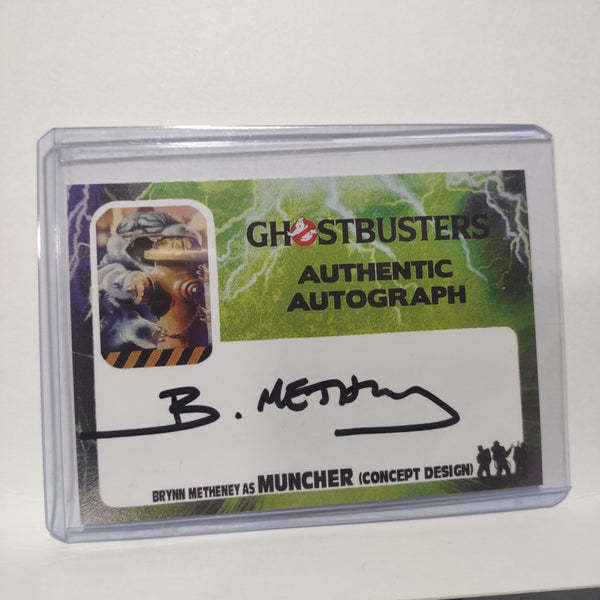 GHOSTBUSTERS
AUTHENTIC
AUTOGRAPH
B. METHENY
BRYNN METHENEY AS MUNCHER (CONCEPT DESIGN)